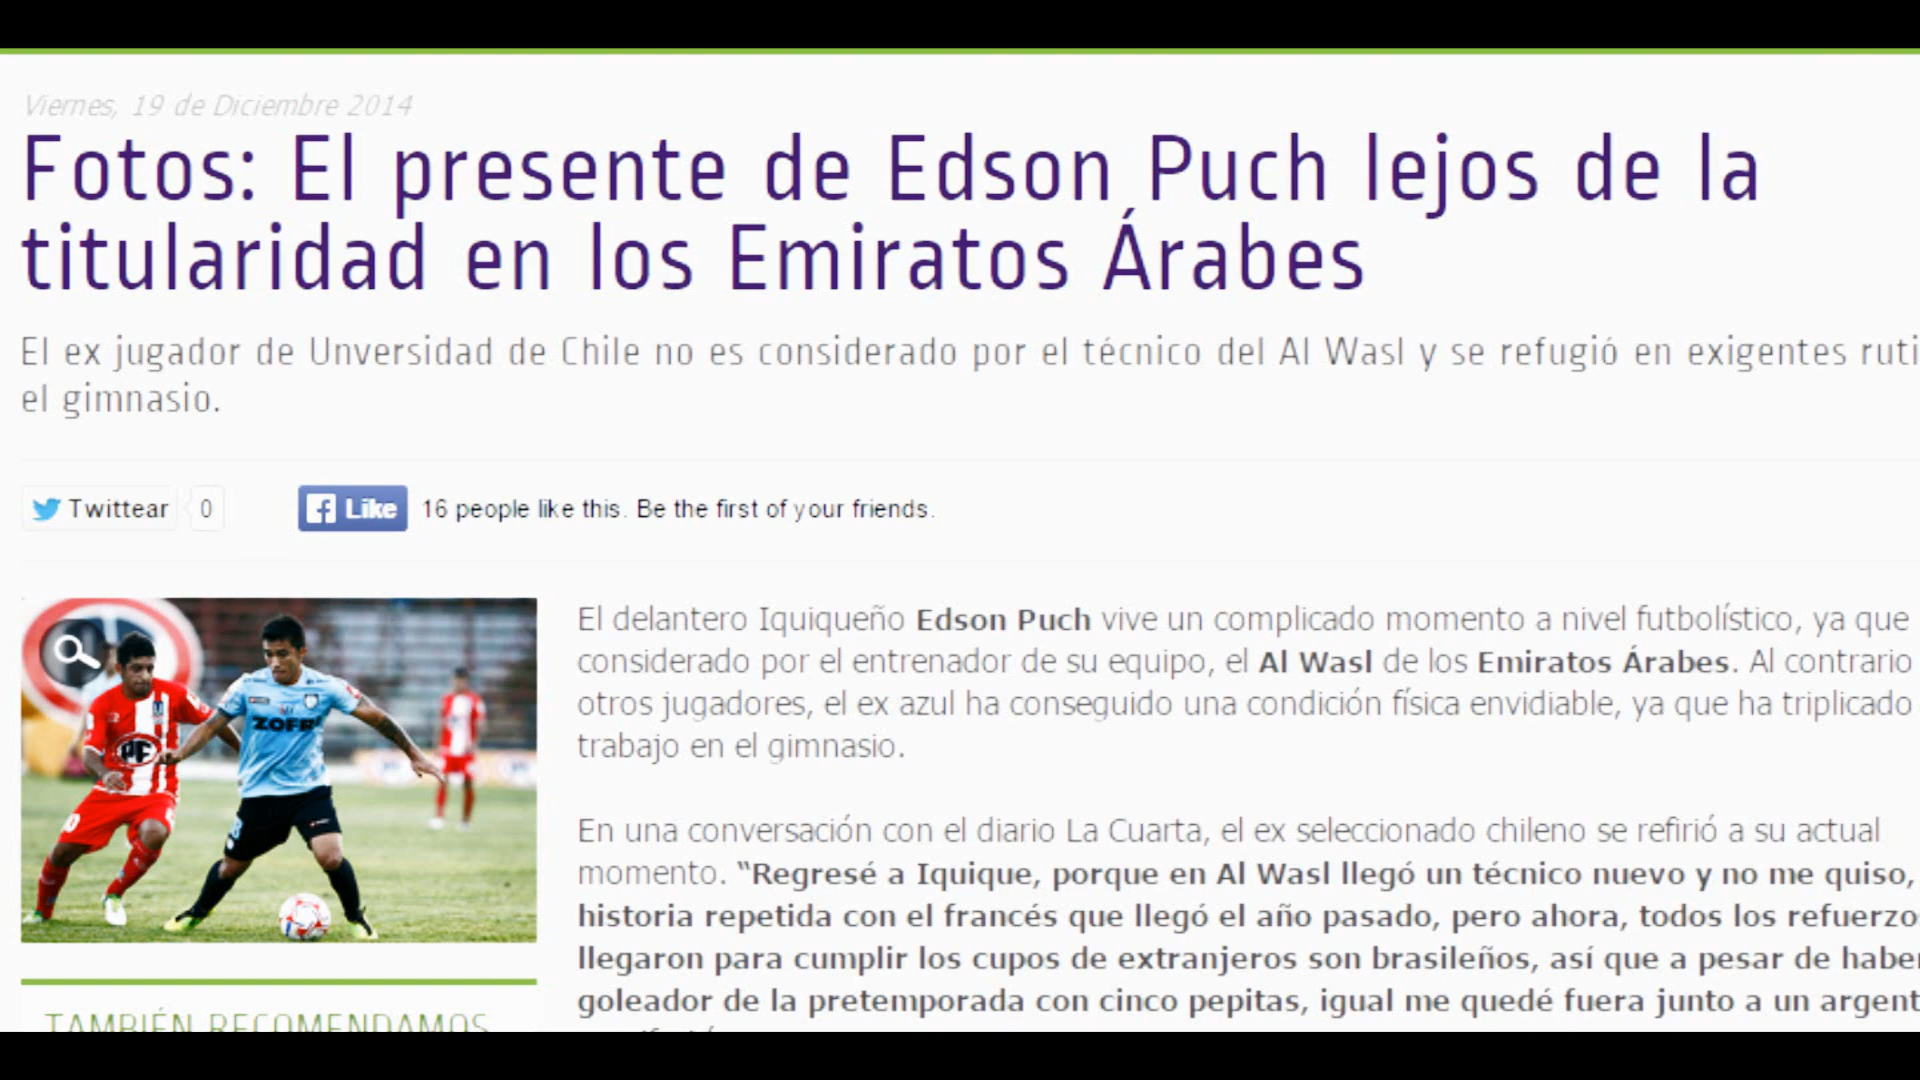 Viernes, 19 de Diciembre 2014
Fotos: El presente de Edson Puch lejos de la
titularidad en los Emiratos Árabes
El ex jugador de Unversidad de Chile no es considerado por el técnico del Al Wasl y se refugió en exigentes
el gimnasio.
Twittear 0
Like 16 people like this. Be the first of your friends.
El delantero Iquiqueño Edson Puch vive un complicado momento a nivel futbolístico, ya que
considerado por el entrenador de su equipo, el Al Wasl de los Emiratos Árabes. Al contrario
otros jugadores, el ex azul ha conseguido una condición física envidiable, ya que ha triplicado
trabajo en el gimnasio.
ZOFRI
PF
En una conversación con el diario La Cuarta, el ex seleccionado chileno se refirió a su actual
momento. “Regresé a Iquique, porque en Al Wasl llegó un técnico nuevo y no me quiso,
historia repetida con el francés que llegó el año pasado, pero ahora, todos los
llegaron para cumplir los cupos de extranjeros son brasileños, así que a pesar de
goleador de la pretemporada con cinco pepitas, igual me quedé fuera junto a un
TAMBIÉN RECOMENDAMOS